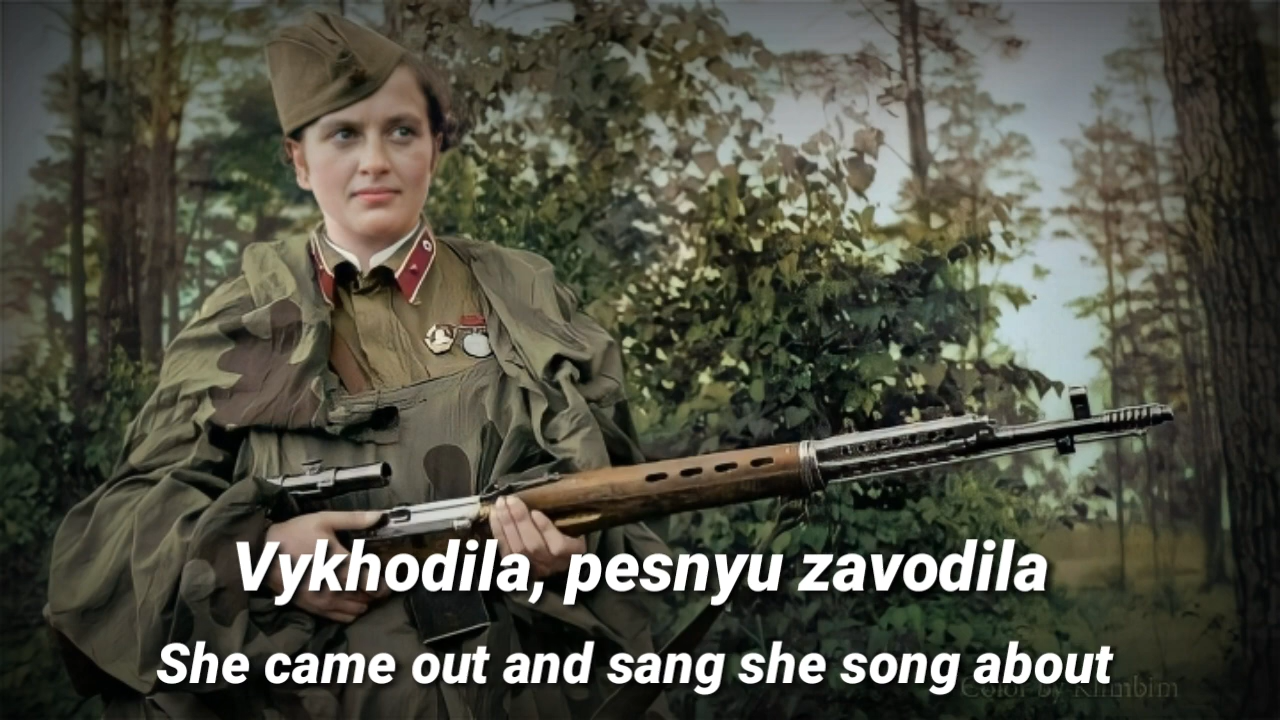 Vykhodila, pesnyu zavodila
She came out and sang she song about
Color by Klimbim